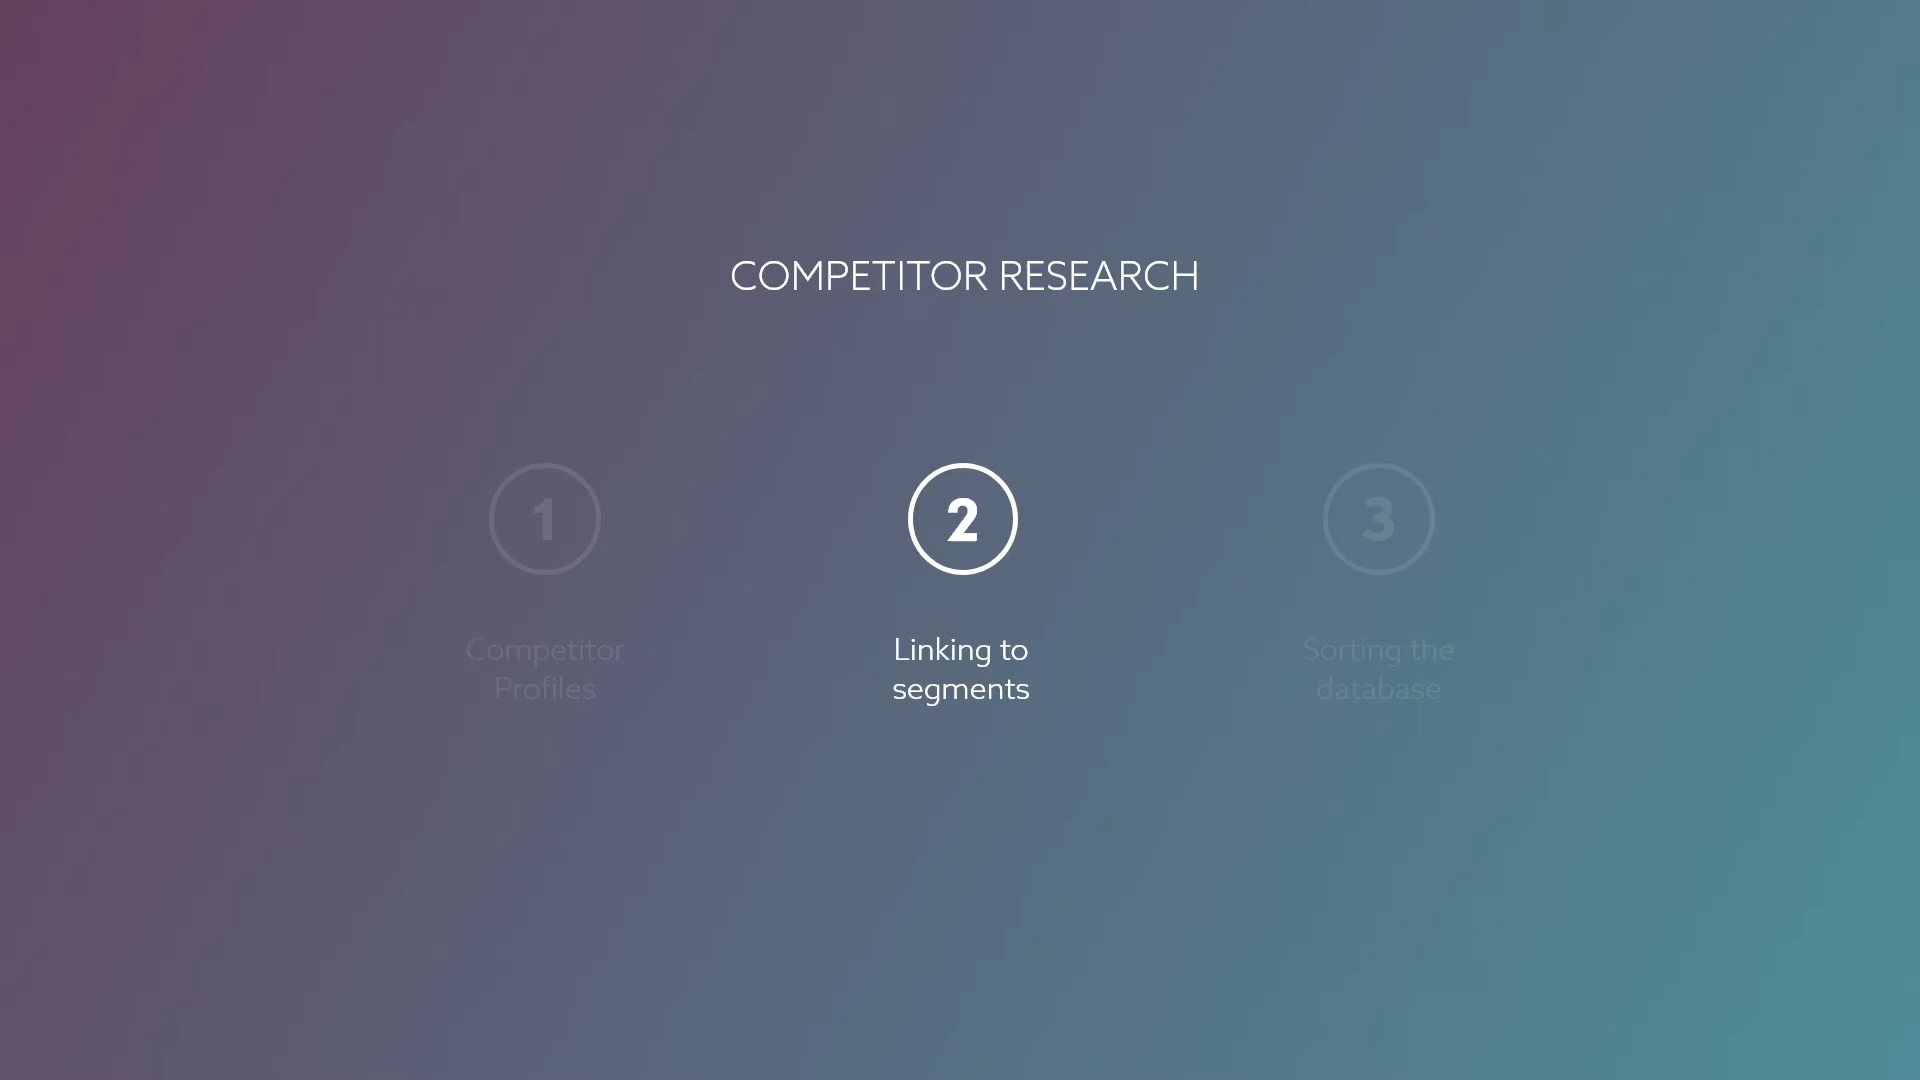 COMPETITOR RESEARCH
1
Competitor
Profiles
2
Linking to
segments
3
Sorting the
database